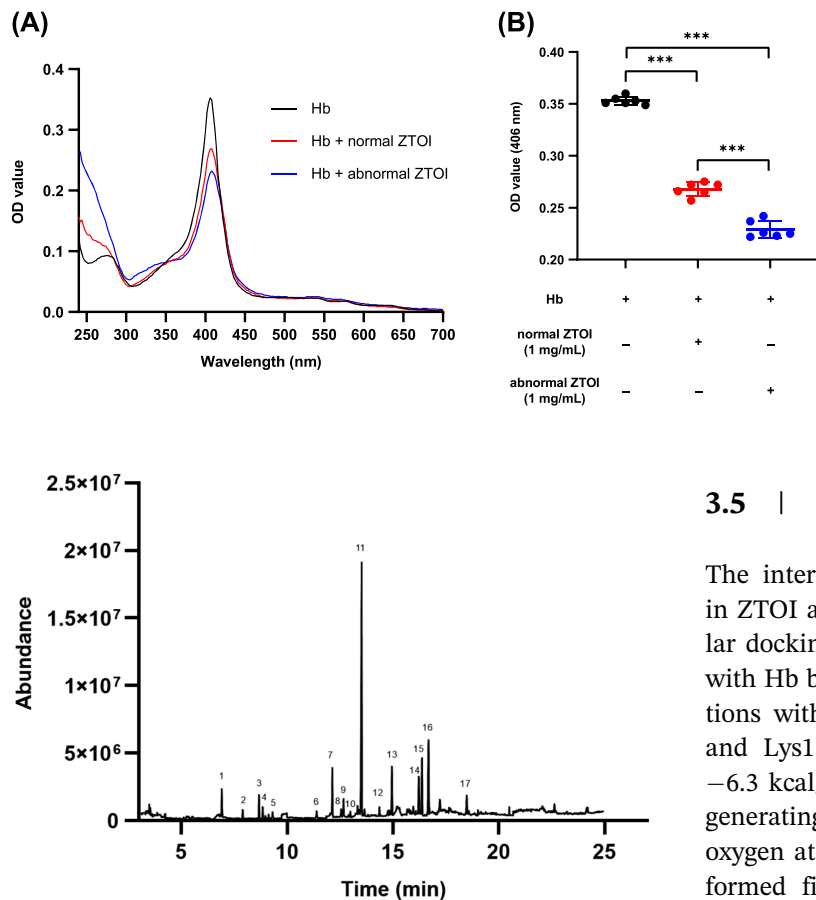 (A)
0.4
0.3
0.2
0.1
0.0
OD value
250 300 350 400 450 500 550 600 650 700
Wavelength (nm)
Hb
Hb + normal ZTOI
Hb + abnormal ZTOI
(B)
0.40
0.35
0.30
0.25
0.20
OD value (406 nm)
***
***
***
Hb + + +
normal ZTOI
(1 mg/mL) – + –
abnormal ZTOI
(1 mg/mL) – – +
2.5×10⁷
2×10⁷
1.5×10⁷
1×10⁷
5×10⁶
0
Abundance
1 2 3 4 5 6 7 8 9 10 11 12 13 14 15 16 17
5 10 15 20 25
Time (min)
3.5 |
The inter
in ZTOI a
lar dockin
with Hb b
tions with
and Lys1
−6.3 kcal
generating
oxygen at
formed fi